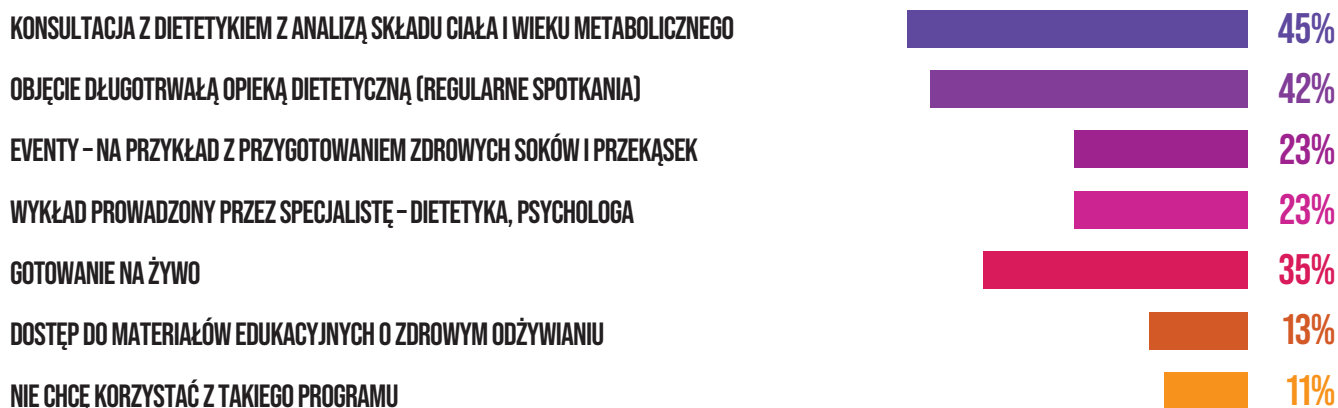 KONSULTACJA Z DIETETYKIEM Z ANALIZĄ SKŁADU CIAŁA I WIEKU METABOLICZNEGO 45%
OBJĘCIE DŁUGOTRWAŁĄ OPIEKĄ DIETETYCZNĄ (REGULARNE SPOTKANIA) 42%
EVENTY – NA PRZYKŁAD Z PRZYGOTOWANIEM ZDROWYCH SOKÓW I PRZEKĄSEK 23%
WYKŁAD PROWADZONY PRZEZ SPECJALISTĘ – DIETETYKA, PSYCHOLOGA 23%
GOTOWANIE NA ŻYWO 35%
DOSTĘP DO MATERIAŁÓW EDUKACYJNYCH O ZDROWYM ODŻYWIANIU 13%
NIE CHCĘ KORZYSTAĆ Z TAKIEGO PROGRAMU 11%